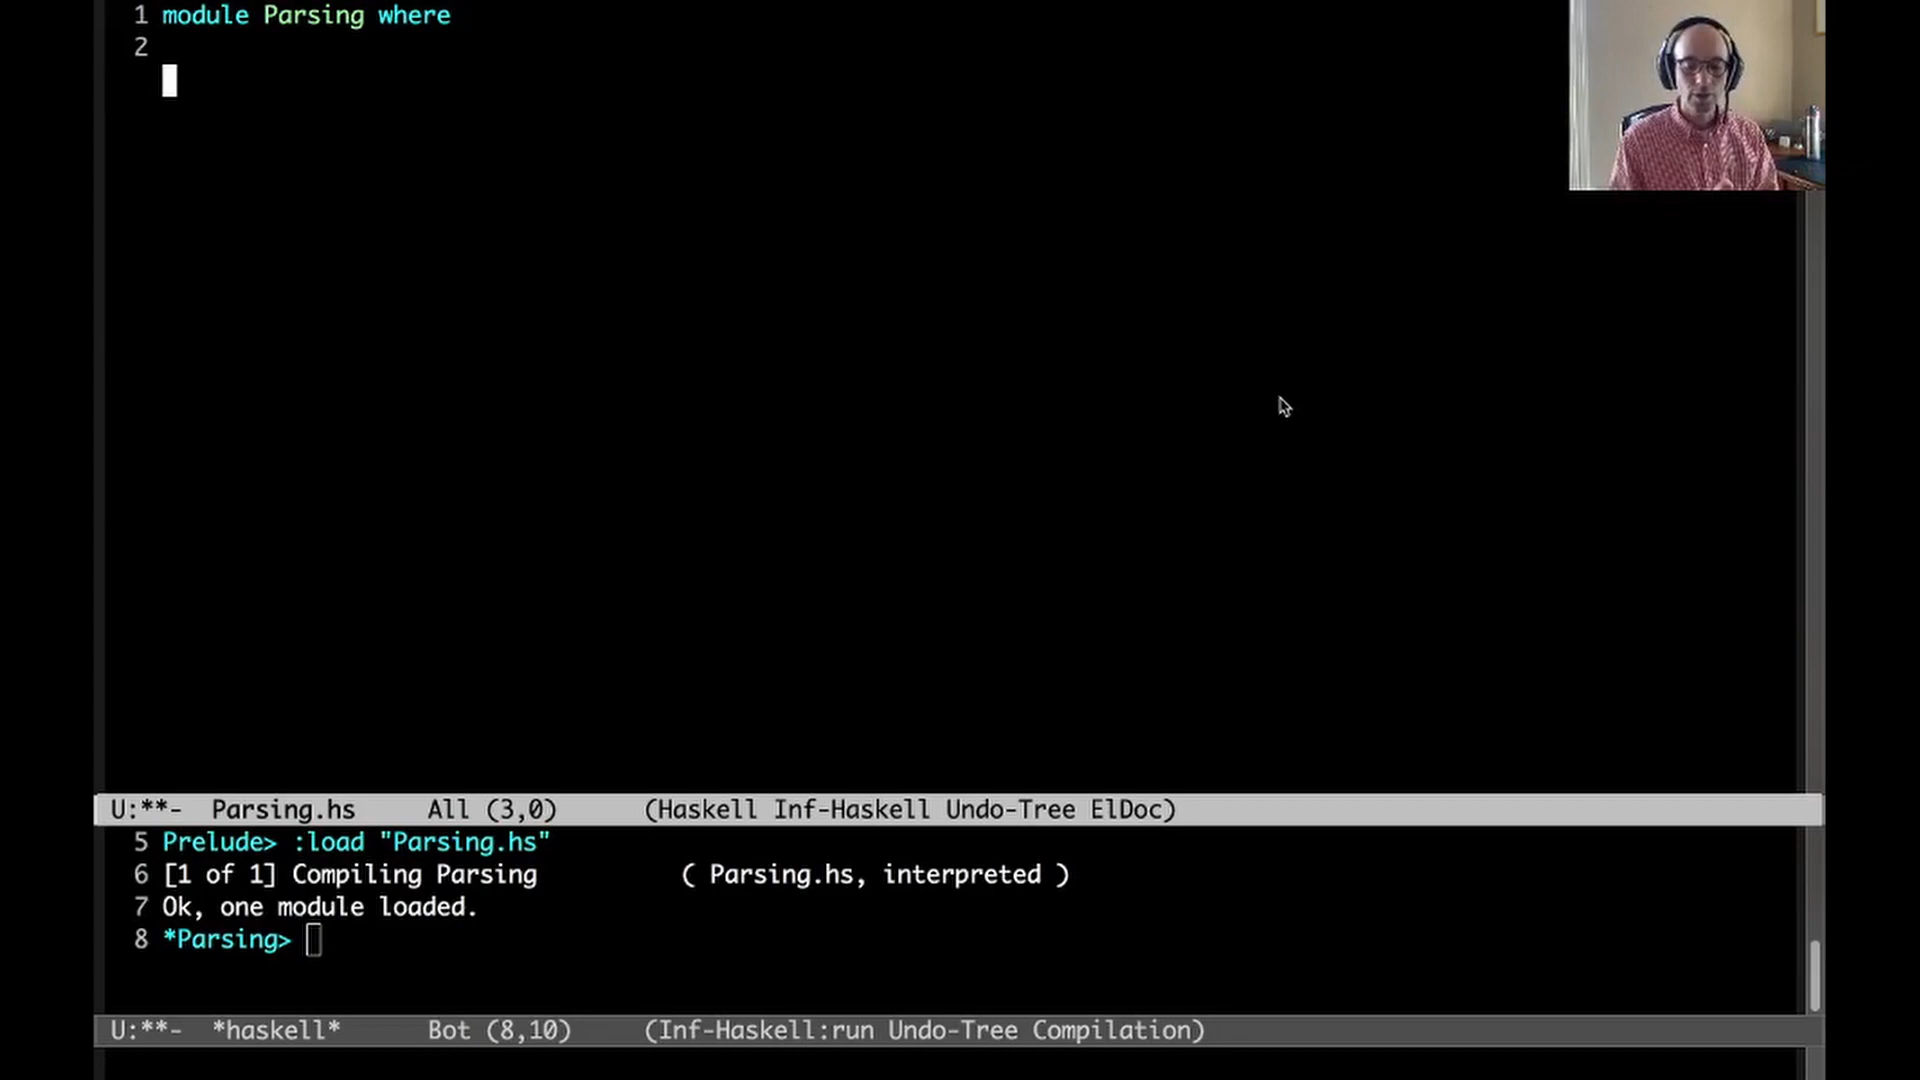 1 module Parsing where
2
U:**-  Parsing.hs     All (3,0)      (Haskell Inf-Haskell Undo-Tree ElDoc)
5 Prelude> :load "Parsing.hs"
6 [1 of 1] Compiling Parsing          ( Parsing.hs, interpreted )
7 Ok, one module loaded.
8 *Parsing>
U:**-  *haskell*      Bot (8,10)     (Inf-Haskell:run Undo-Tree Compilation)